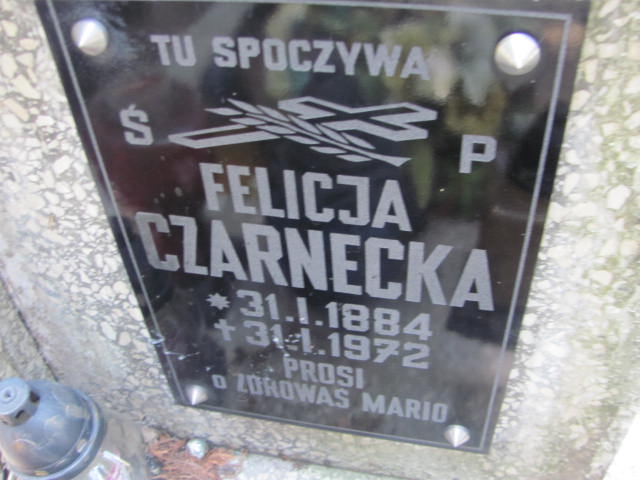 TU SPOCZYWA
Ś P
FELICJA
CZARNECKA
* 31.I.1884
† 31.I.1972
PROSI
o ZDROWAŚ MARIO